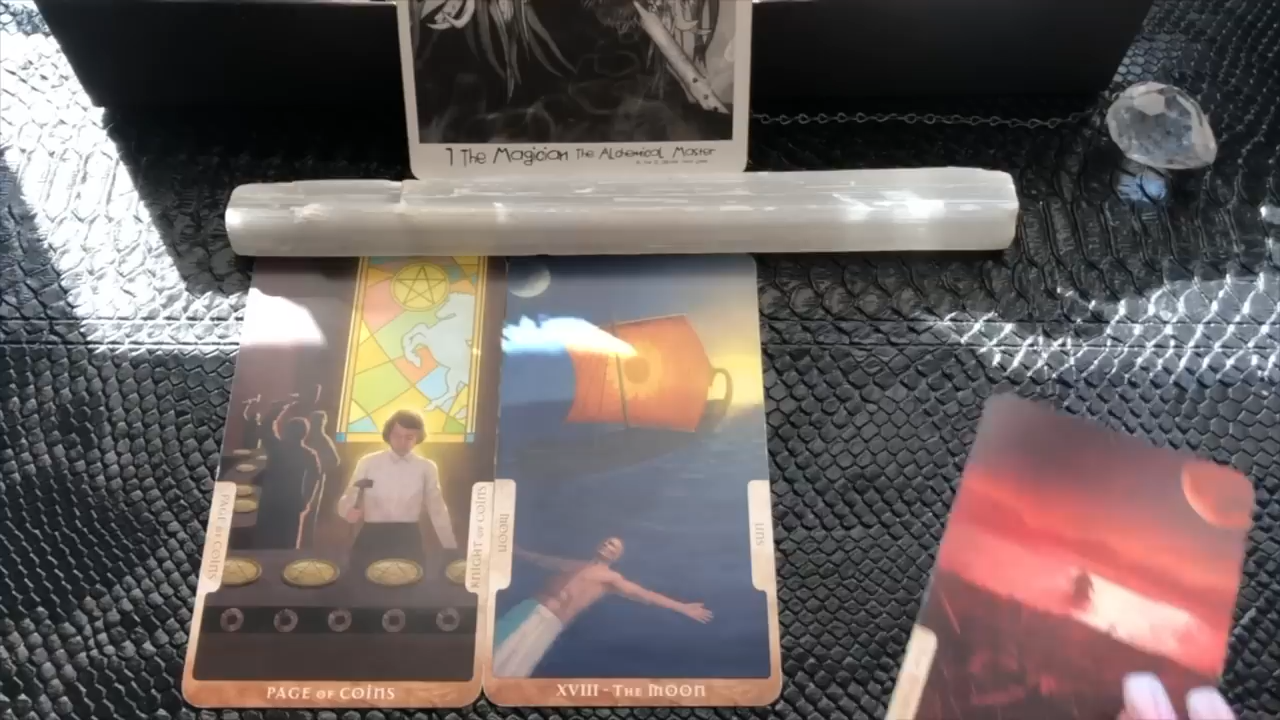 1 The Magician The Alchemical Master
PAGE OF COINS
KNIGHT OF COINS
MOON
SUN
PAGE OF COINS
XVIII - THE MOON